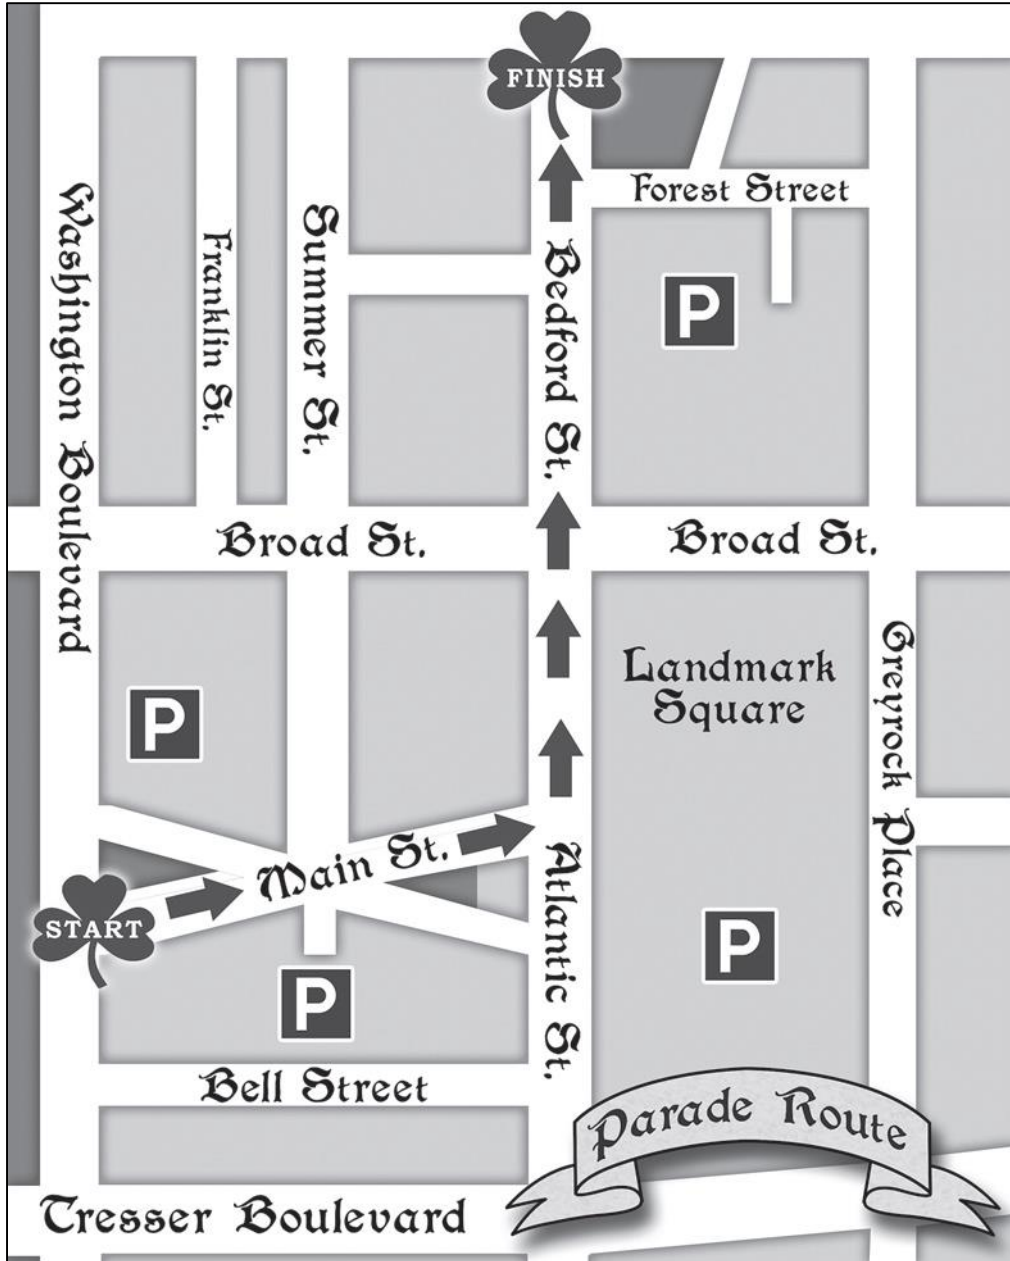 FINISH
Forest Street
Washington Boulevard
Franklin St.
Summer St.
Bedford St.
P
Broad St.
Broad St.
Landmark
Square
Greyrock Place
P
Main St.
Atlantic St.
START
P
P
Bell Street
Parade Route
Tresser Boulevard